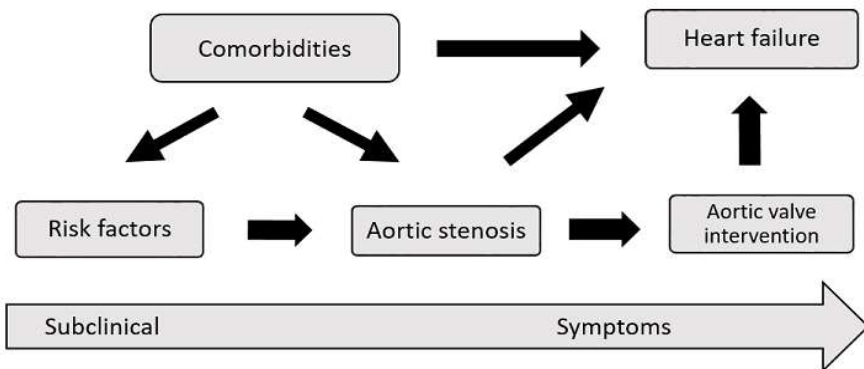 Comorbidities
Heart failure
Risk factors
Aortic stenosis
Aortic valve
intervention
Subclinical
Symptoms